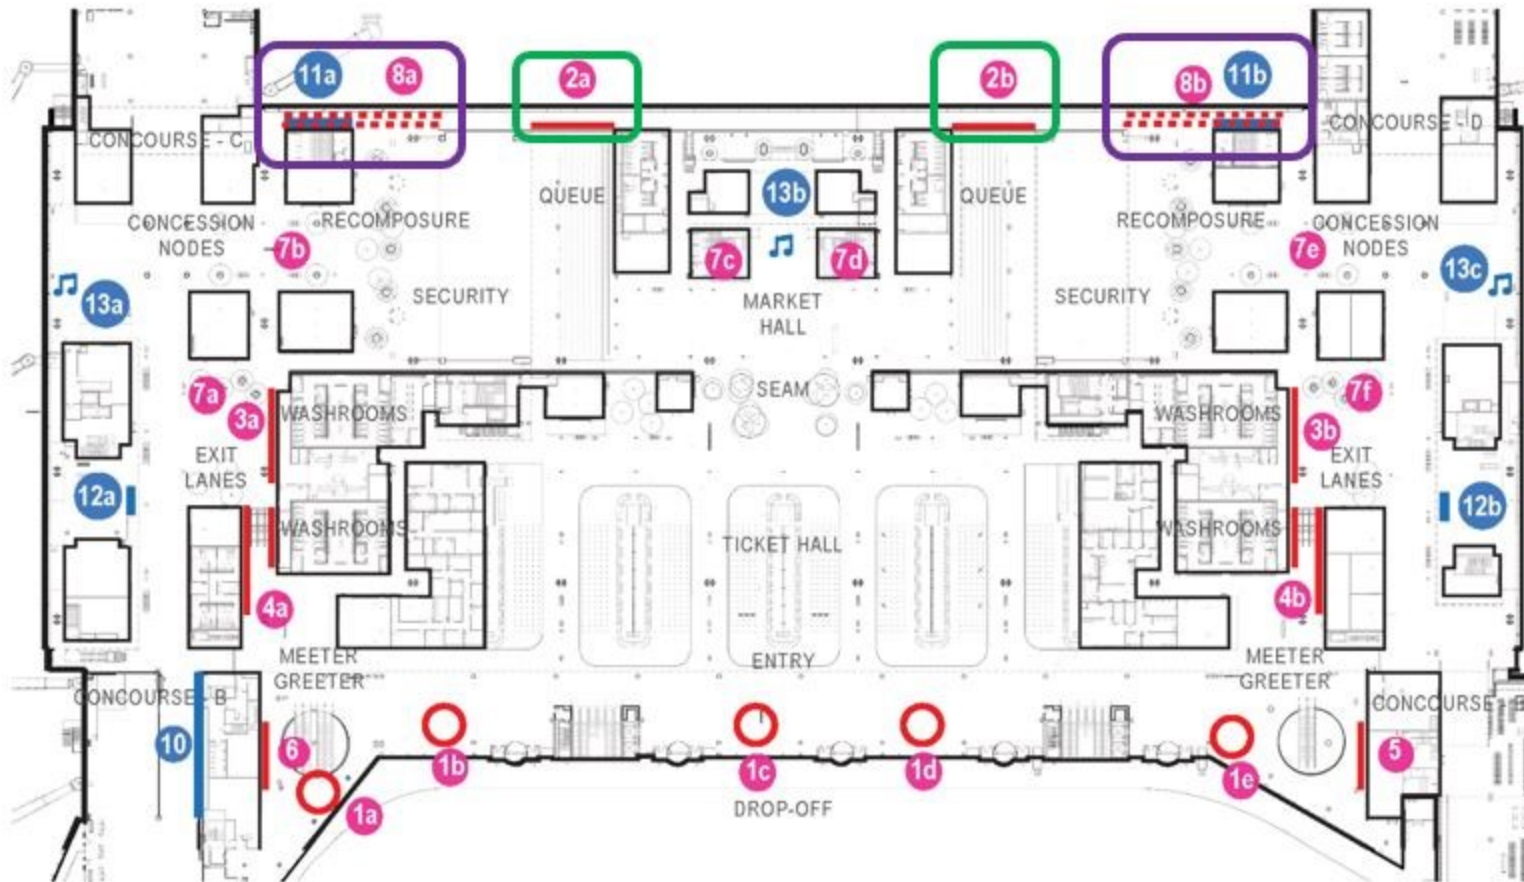 11a
8a
2a
2b
8b
11b
CONCOURSE - C
CONCOURSE - D
QUEUE
13b
QUEUE
CONCESSION
NODES
RECOMPOSURE
RECOMPOSURE
CONCESSION
NODES
7b
7c
7d
7e
13a
SECURITY
MARKET
HALL
SECURITY
13c
7a
3a
WASHROOMS
SEAM
WASHROOMS
3b
7f
EXIT
LANES
EXIT
LANES
12a
12b
WASHROOMS
TICKET HALL
WASHROOMS
4a
4b
MEETER
GREETER
ENTRY
MEETER
GREETER
CONCOURSE - B
CONCOURSE - E
10
6
1b
1c
1d
1e
5
1a
DROP-OFF